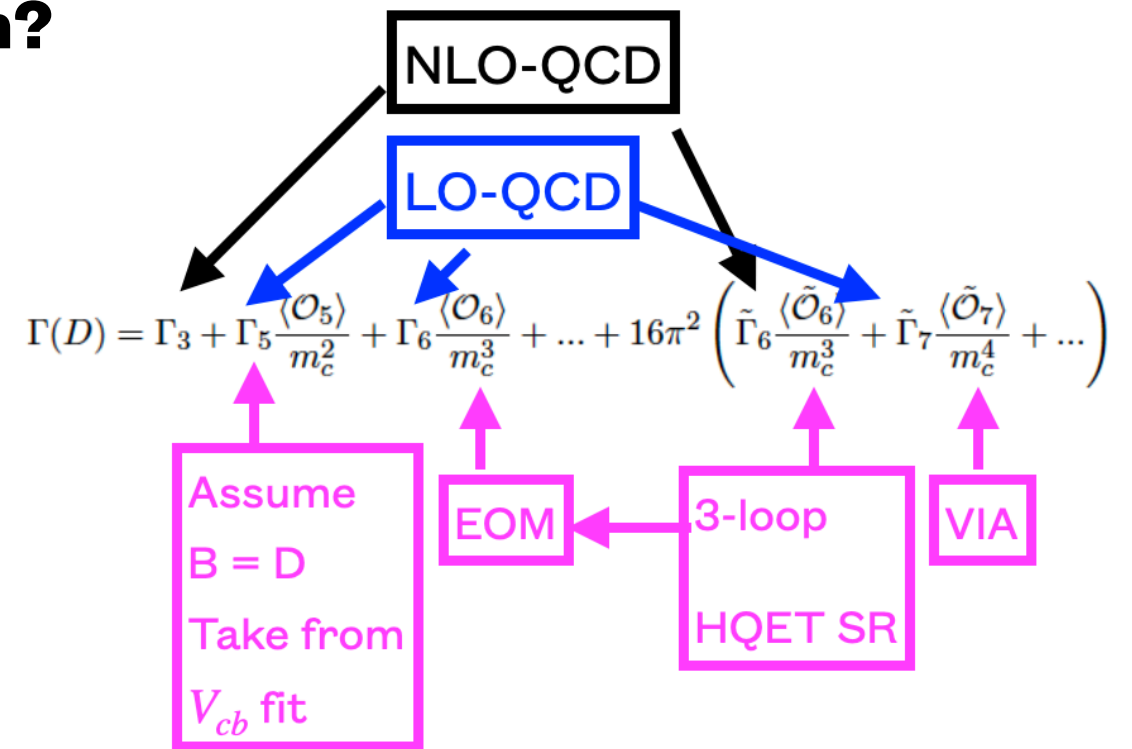 ?
NLO-QCD
LO-QCD
Γ(D) = Γ₃ + Γ₅ ⟨𝒪₅⟩/m_c² + Γ₆ ⟨𝒪₆⟩/m_c³ + ... + 16π² ( Γ̃₆ ⟨𝒪̃₆⟩/m_c³ + Γ̃₇ ⟨𝒪̃₇⟩/m_c⁴ + ... )
Assume
B = D
Take from
V_cb fit
EOM
3-loop
HQET SR
VIA